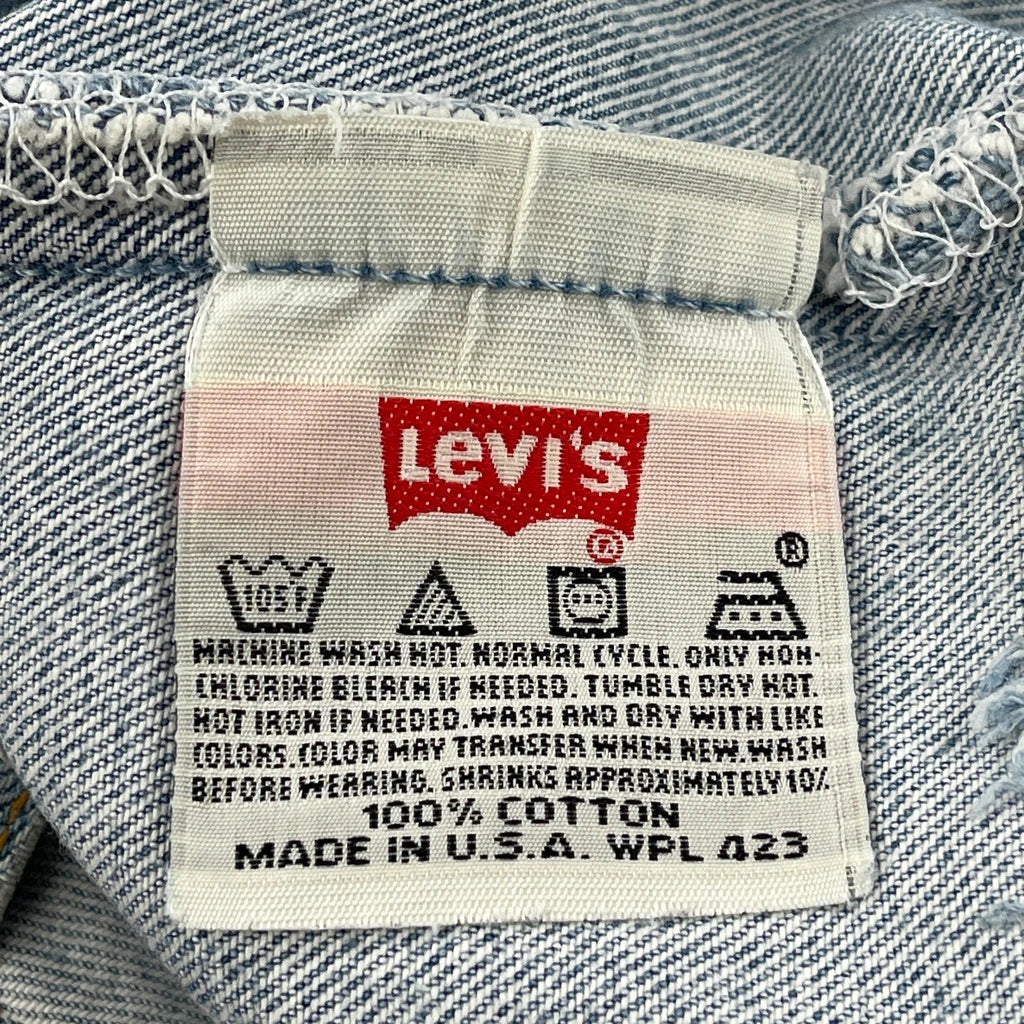 Levi's
®
®
105F
MACHINE WASH HOT. NORMAL CYCLE. ONLY NON-
CHLORINE BLEACH IF NEEDED. TUMBLE DRY HOT.
HOT IRON IF NEEDED. WASH AND DRY WITH LIKE
COLORS. COLOR MAY TRANSFER WHEN NEW. WASH
BEFORE WEARING. SHRINKS APPROXIMATELY 10%
100% COTTON
MADE IN U.S.A. WPL 423